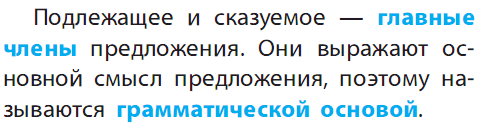 Подлежащее и сказуемое — главные
члены предложения. Они выражают ос-
новной смысл предложения, поэтому на-
зываются грамматической основой.